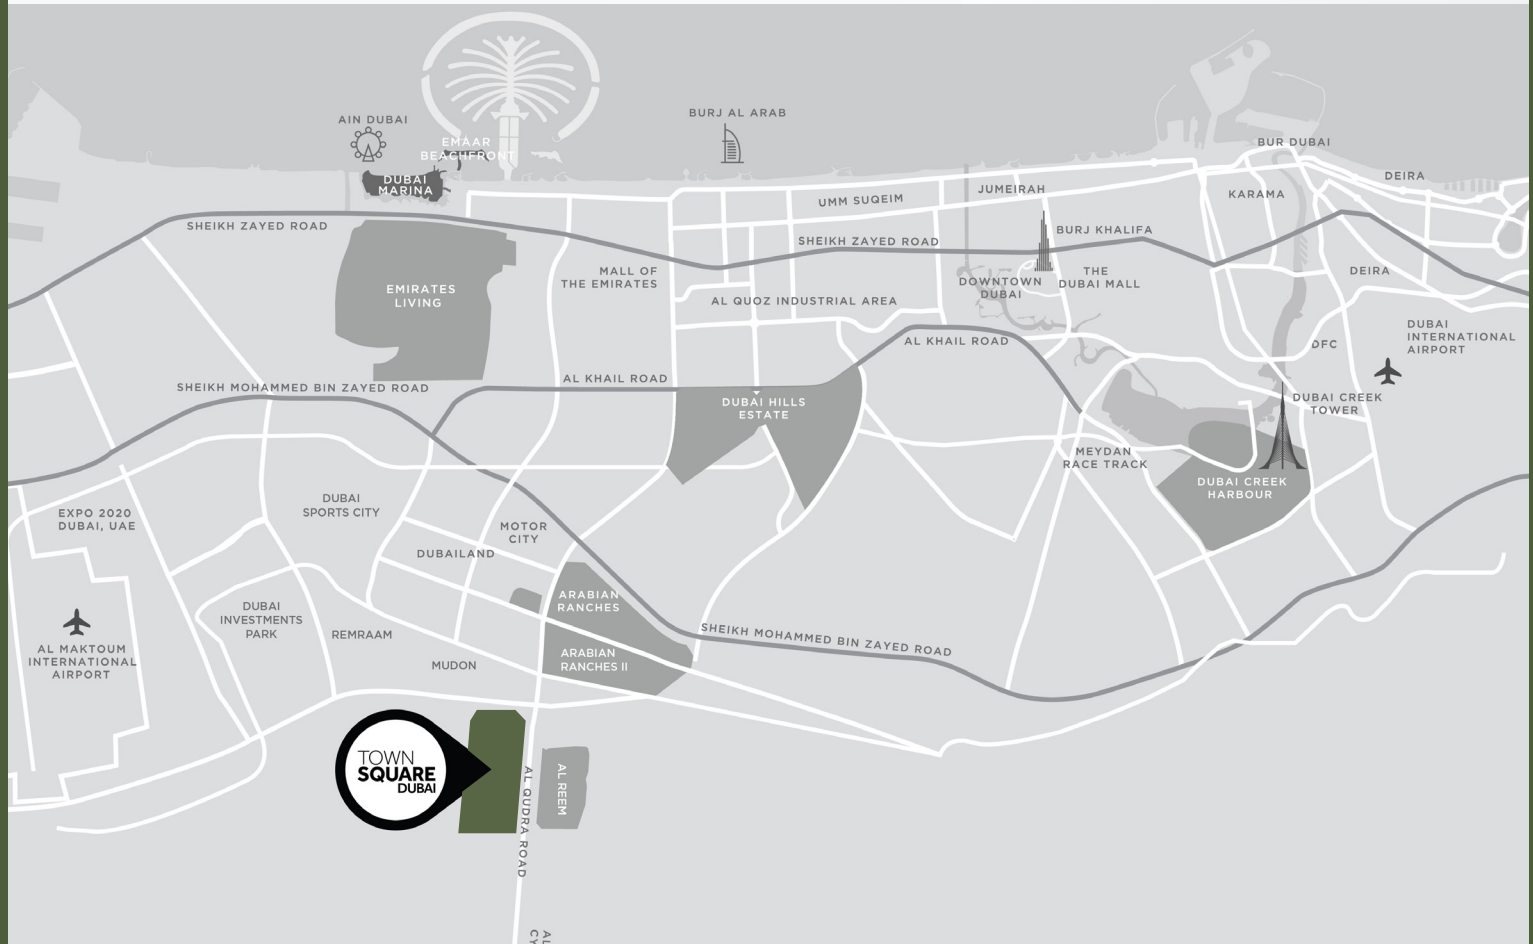 AIN DUBAI
EMAAR
BEACHFRONT
DUBAI
MARINA
BURJ AL ARAB
BUR DUBAI
DEIRA
KARAMA
JUMEIRAH
UMM SUQEIM
SHEIKH ZAYED ROAD
SHEIKH ZAYED ROAD
BURJ KHALIFA
EMIRATES
LIVING
MALL OF
THE EMIRATES
AL QUOZ INDUSTRIAL AREA
DOWNTOWN
DUBAI
THE
DUBAI MALL
DEIRA
DUBAI
INTERNATIONAL
AIRPORT
DFC
AL KHAIL ROAD
AL KHAIL ROAD
SHEIKH MOHAMMED BIN ZAYED ROAD
DUBAI HILLS
ESTATE
DUBAI CREEK
TOWER
MEYDAN
RACE TRACK
DUBAI CREEK
HARBOUR
EXPO 2020
DUBAI, UAE
DUBAI
SPORTS CITY
MOTOR
CITY
DUBAILAND
ARABIAN
RANCHES
DUBAI
INVESTMENTS
PARK
REMRAAM
SHEIKH MOHAMMED BIN ZAYED ROAD
AL MAKTOUM
INTERNATIONAL
AIRPORT
MUDON
ARABIAN
RANCHES II
TOWN
SQUARE
DUBAI
AL QUDRA ROAD
AL REEM
AL
CY